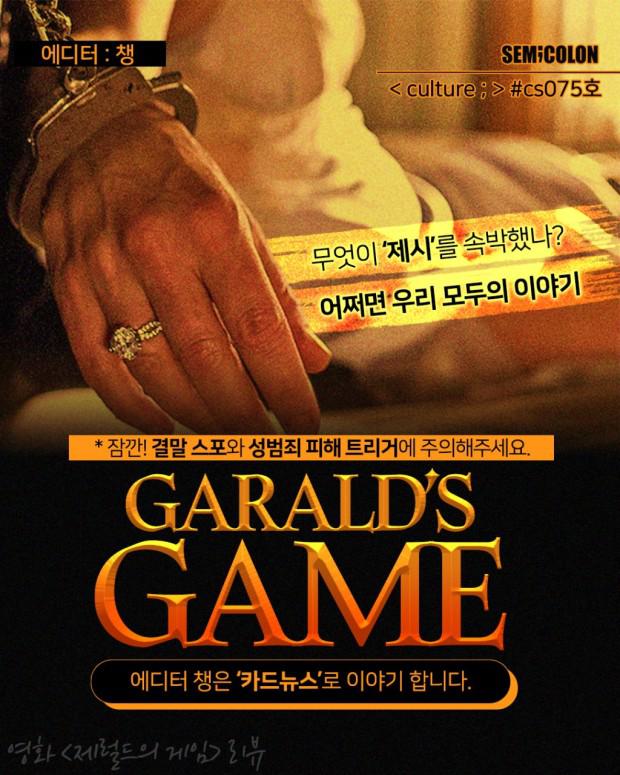 에디터 : 챙
SEMICOLON
< culture ; > #cs075호
무엇이 '제시'를 속박했나?
어쩌면 우리 모두의 이야기
* 잠깐! 결말 스포와 성범죄 피해 트리거에 주의해주세요.
GARALD'S
GAME
에디터 챙은 '카드뉴스'로 이야기 합니다.
영화 <제럴드의 게임> 리뷰